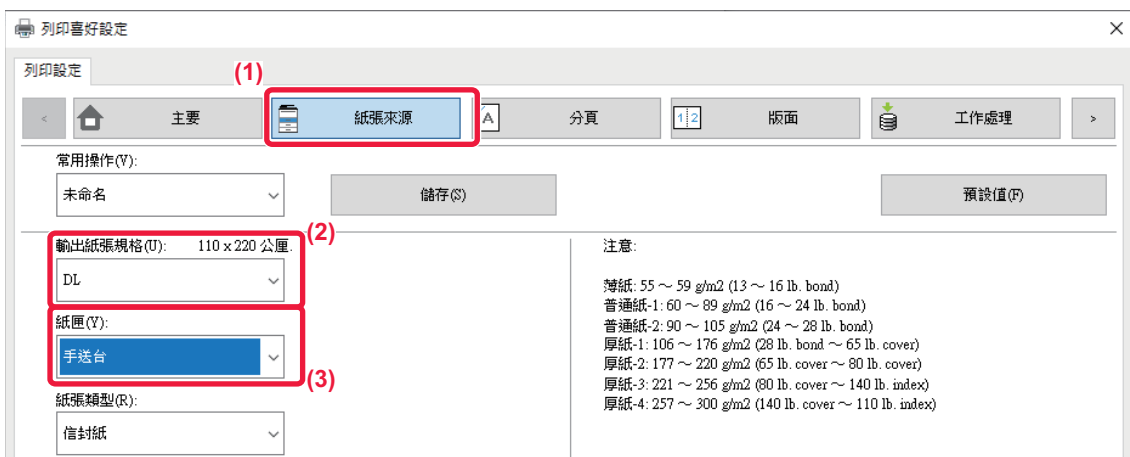 列印喜好設定
列印設定
(1)
< 主要 紙張來源 A 分頁 1 2 版面 工作處理 >
常用操作(V):
未命名 儲存(S) 預設值(F)
(2)
輸出紙張規格(U): 110 x 220 公厘.
DL
紙匣(Y):
手送台
(3)
紙張類型(R):
信封紙
注意:
薄紙: 55 ～ 59 g/m2 (13 ～ 16 lb. bond)
普通紙-1: 60 ～ 89 g/m2 (16 ～ 24 lb. bond)
普通紙-2: 90 ～ 105 g/m2 (24 ～ 28 lb. bond)
厚紙-1: 106 ～ 176 g/m2 (28 lb. bond ～ 65 lb. cover)
厚紙-2: 177 ～ 220 g/m2 (65 lb. cover ～ 80 lb. cover)
厚紙-3: 221 ～ 256 g/m2 (80 lb. cover ～ 140 lb. index)
厚紙-4: 257 ～ 300 g/m2 (140 lb. cover ～ 110 lb. index)